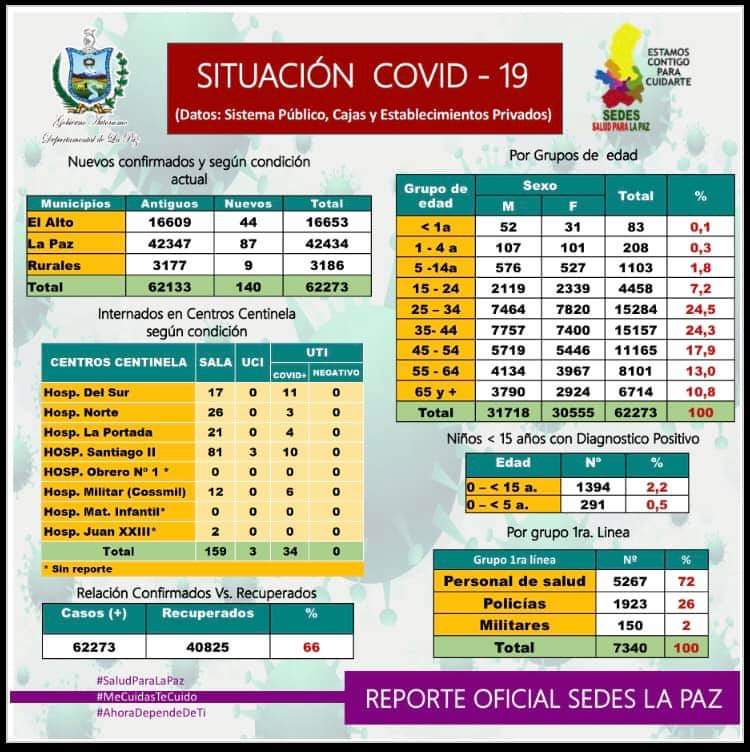 SITUACIÓN COVID - 19
(Datos: Sistema Público, Cajas y Establecimientos Privados)
Gobierno Autónomo
Departamental de La Paz
ESTAMOS
CONTIGO
PARA
CUIDARTE
SEDES
SALUD PARA LA PAZ
Nuevos confirmados y según condición
actual
Municipios Antiguos Nuevos Total
El Alto 16609 44 16653
La Paz 42347 87 42434
Rurales 3177 9 3186
Total 62133 140 62273
Internados en Centros Centinela
según condición
CENTROS CENTINELA SALA UCI UTI
COVID+ NEGATIVO
Hosp. Del Sur 17 0 11 0
Hosp. Norte 26 0 3 0
Hosp. La Portada 21 0 4 0
HOSP. Santiago II 81 3 10 0
HOSP. Obrero Nº 1 * 0 0 0 0
Hosp. Militar (Cossmil) 12 0 6 0
Hosp. Mat. Infantil* 0 0 0 0
Hosp. Juan XXIII* 2 0 0 0
Total 159 3 34 0
* Sin reporte
Relación Confirmados Vs. Recuperados
Casos (+) Recuperados %
62273 40825 66
Por Grupos de edad
Grupo de edad Sexo Total %
M F
< 1a 52 31 83 0,1
1 - 4 a 107 101 208 0,3
5 -14a 576 527 1103 1,8
15 - 24 2119 2339 4458 7,2
25 – 34 7464 7820 15284 24,5
35- 44 7757 7400 15157 24,3
45 - 54 5719 5446 11165 17,9
55 - 64 4134 3967 8101 13,0
65 y + 3790 2924 6714 10,8
Total 31718 30555 62273 100
Niños < 15 años con Diagnostico Positivo
Edad Nº %
0 – < 15 a. 1394 2,2
0 – < 5 a. 291 0,5
Por grupo 1ra. Linea
Grupo 1ra línea Nº %
Personal de salud 5267 72
Policías 1923 26
Militares 150 2
Total 7340 100
#SaludParaLaPaz
#MeCuidasTeCuido
#AhoraDependeDeTi
REPORTE OFICIAL SEDES LA PAZ